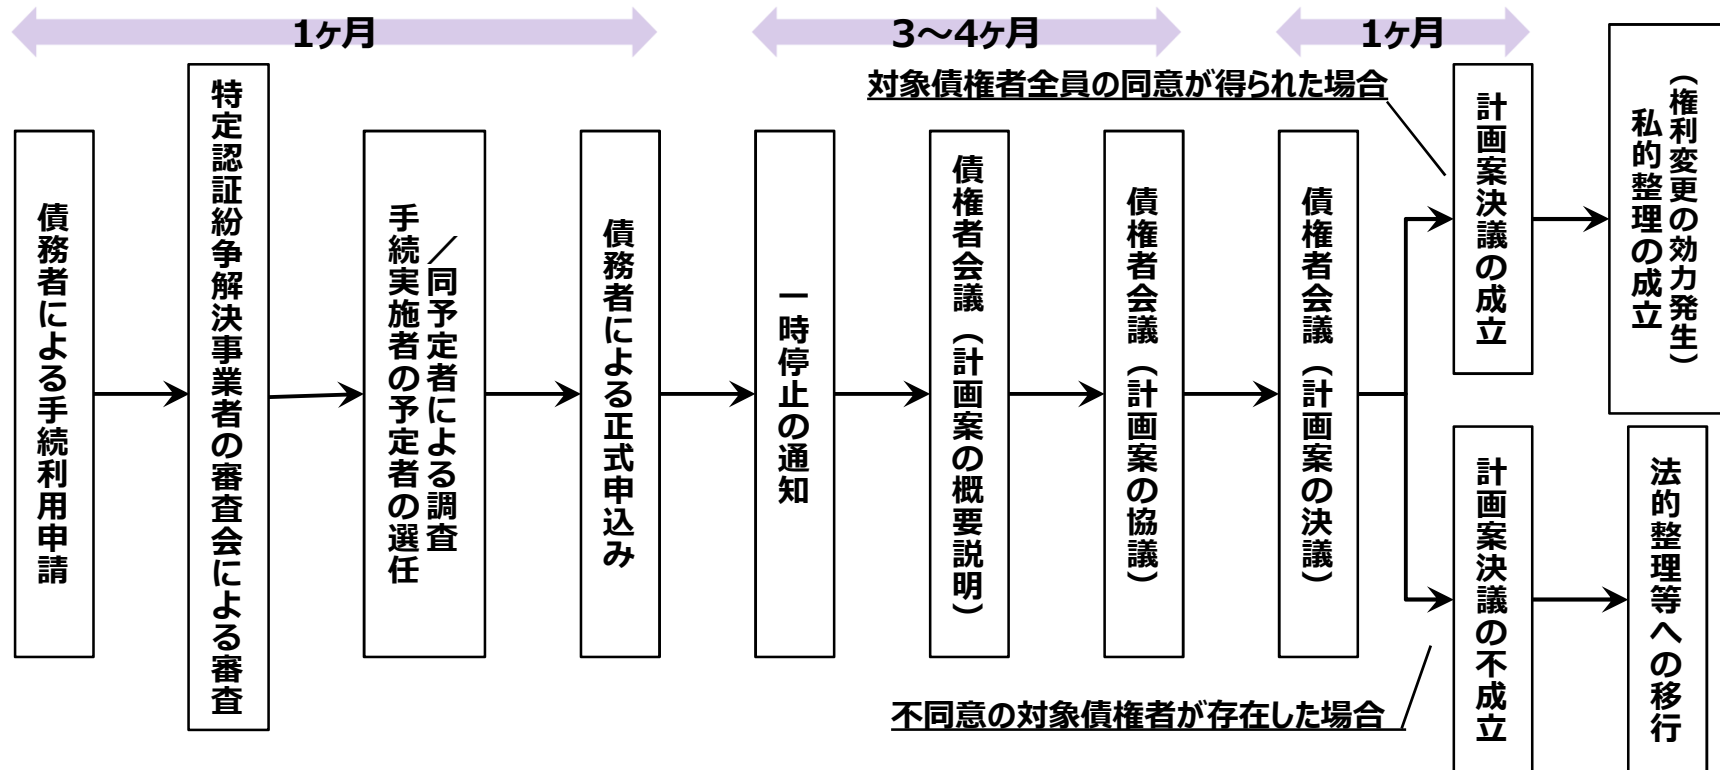 1ヶ月
3～4ヶ月
1ヶ月
対象債権者全員の同意が得られた場合
債務者による手続利用申請
特定認証紛争解決事業者の審査会による審査
手続実施者の予定者の選任
／同予定者による調査
債務者による正式申込み
一時停止の通知
債権者会議（計画案の概要説明）
債権者会議（計画案の協議）
債権者会議（計画案の決議）
計画案決議の成立
（権利変更の効力発生）
私的整理の成立
不同意の対象債権者が存在した場合
計画案決議の不成立
法的整理等への移行